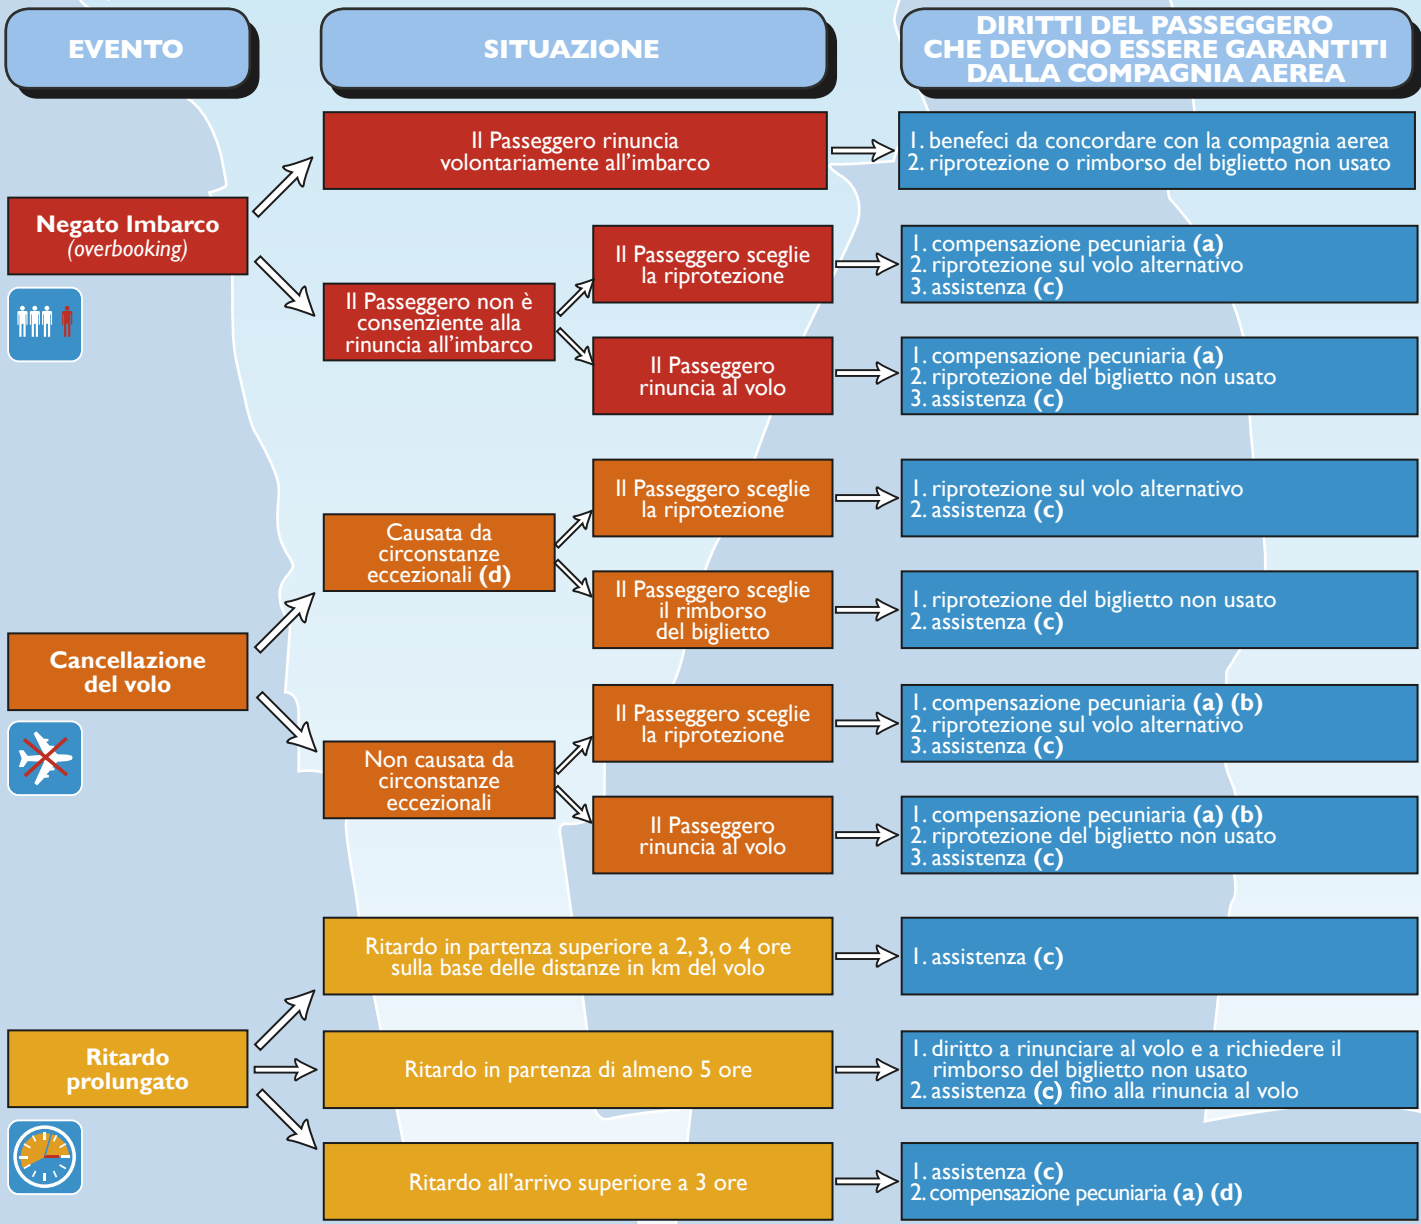 EVENTO
SITUAZIONE
DIRITTI DEL PASSEGGERO
CHE DEVONO ESSERE GARANTITI
DALLA COMPAGNIA AEREA
Negato Imbarco
(overbooking)
Il Passeggero rinuncia
volontariamente all'imbarco
1. benefeci da concordare con la compagnia aerea
2. riprotezione o rimborso del biglietto non usato
Il Passeggero non è
consenziente alla
rinuncia all'imbarco
Il Passeggero sceglie
la riprotezione
1. compensazione pecuniaria (a)
2. riprotezione sul volo alternativo
3. assistenza (c)
Il Passeggero
rinuncia al volo
1. compensazione pecuniaria (a)
2. riprotezione del biglietto non usato
3. assistenza (c)
Cancellazione
del volo
Causata da
circonstanze
eccezionali (d)
Il Passeggero sceglie
la riprotezione
1. riprotezione sul volo alternativo
2. assistenza (c)
Il Passeggero sceglie
il rimborso
del biglietto
1. riprotezione del biglietto non usato
2. assistenza (c)
Non causata da
circonstanze
eccezionali
Il Passeggero sceglie
la riprotezione
1. compensazione pecuniaria (a) (b)
2. riprotezione sul volo alternativo
3. assistenza (c)
Il Passeggero
rinuncia al volo
1. compensazione pecuniaria (a) (b)
2. riprotezione del biglietto non usato
3. assistenza (c)
Ritardo
prolungato
Ritardo in partenza superiore a 2, 3, o 4 ore
sulla base delle distanze in km del volo
1. assistenza (c)
Ritardo in partenza di almeno 5 ore
1. diritto a rinunciare al volo e a richiedere il
rimborso del biglietto non usato
2. assistenza (c) fino alla rinuncia al volo
Ritardo all'arrivo superiore a 3 ore
1. assistenza (c)
2. compensazione pecuniaria (a) (d)